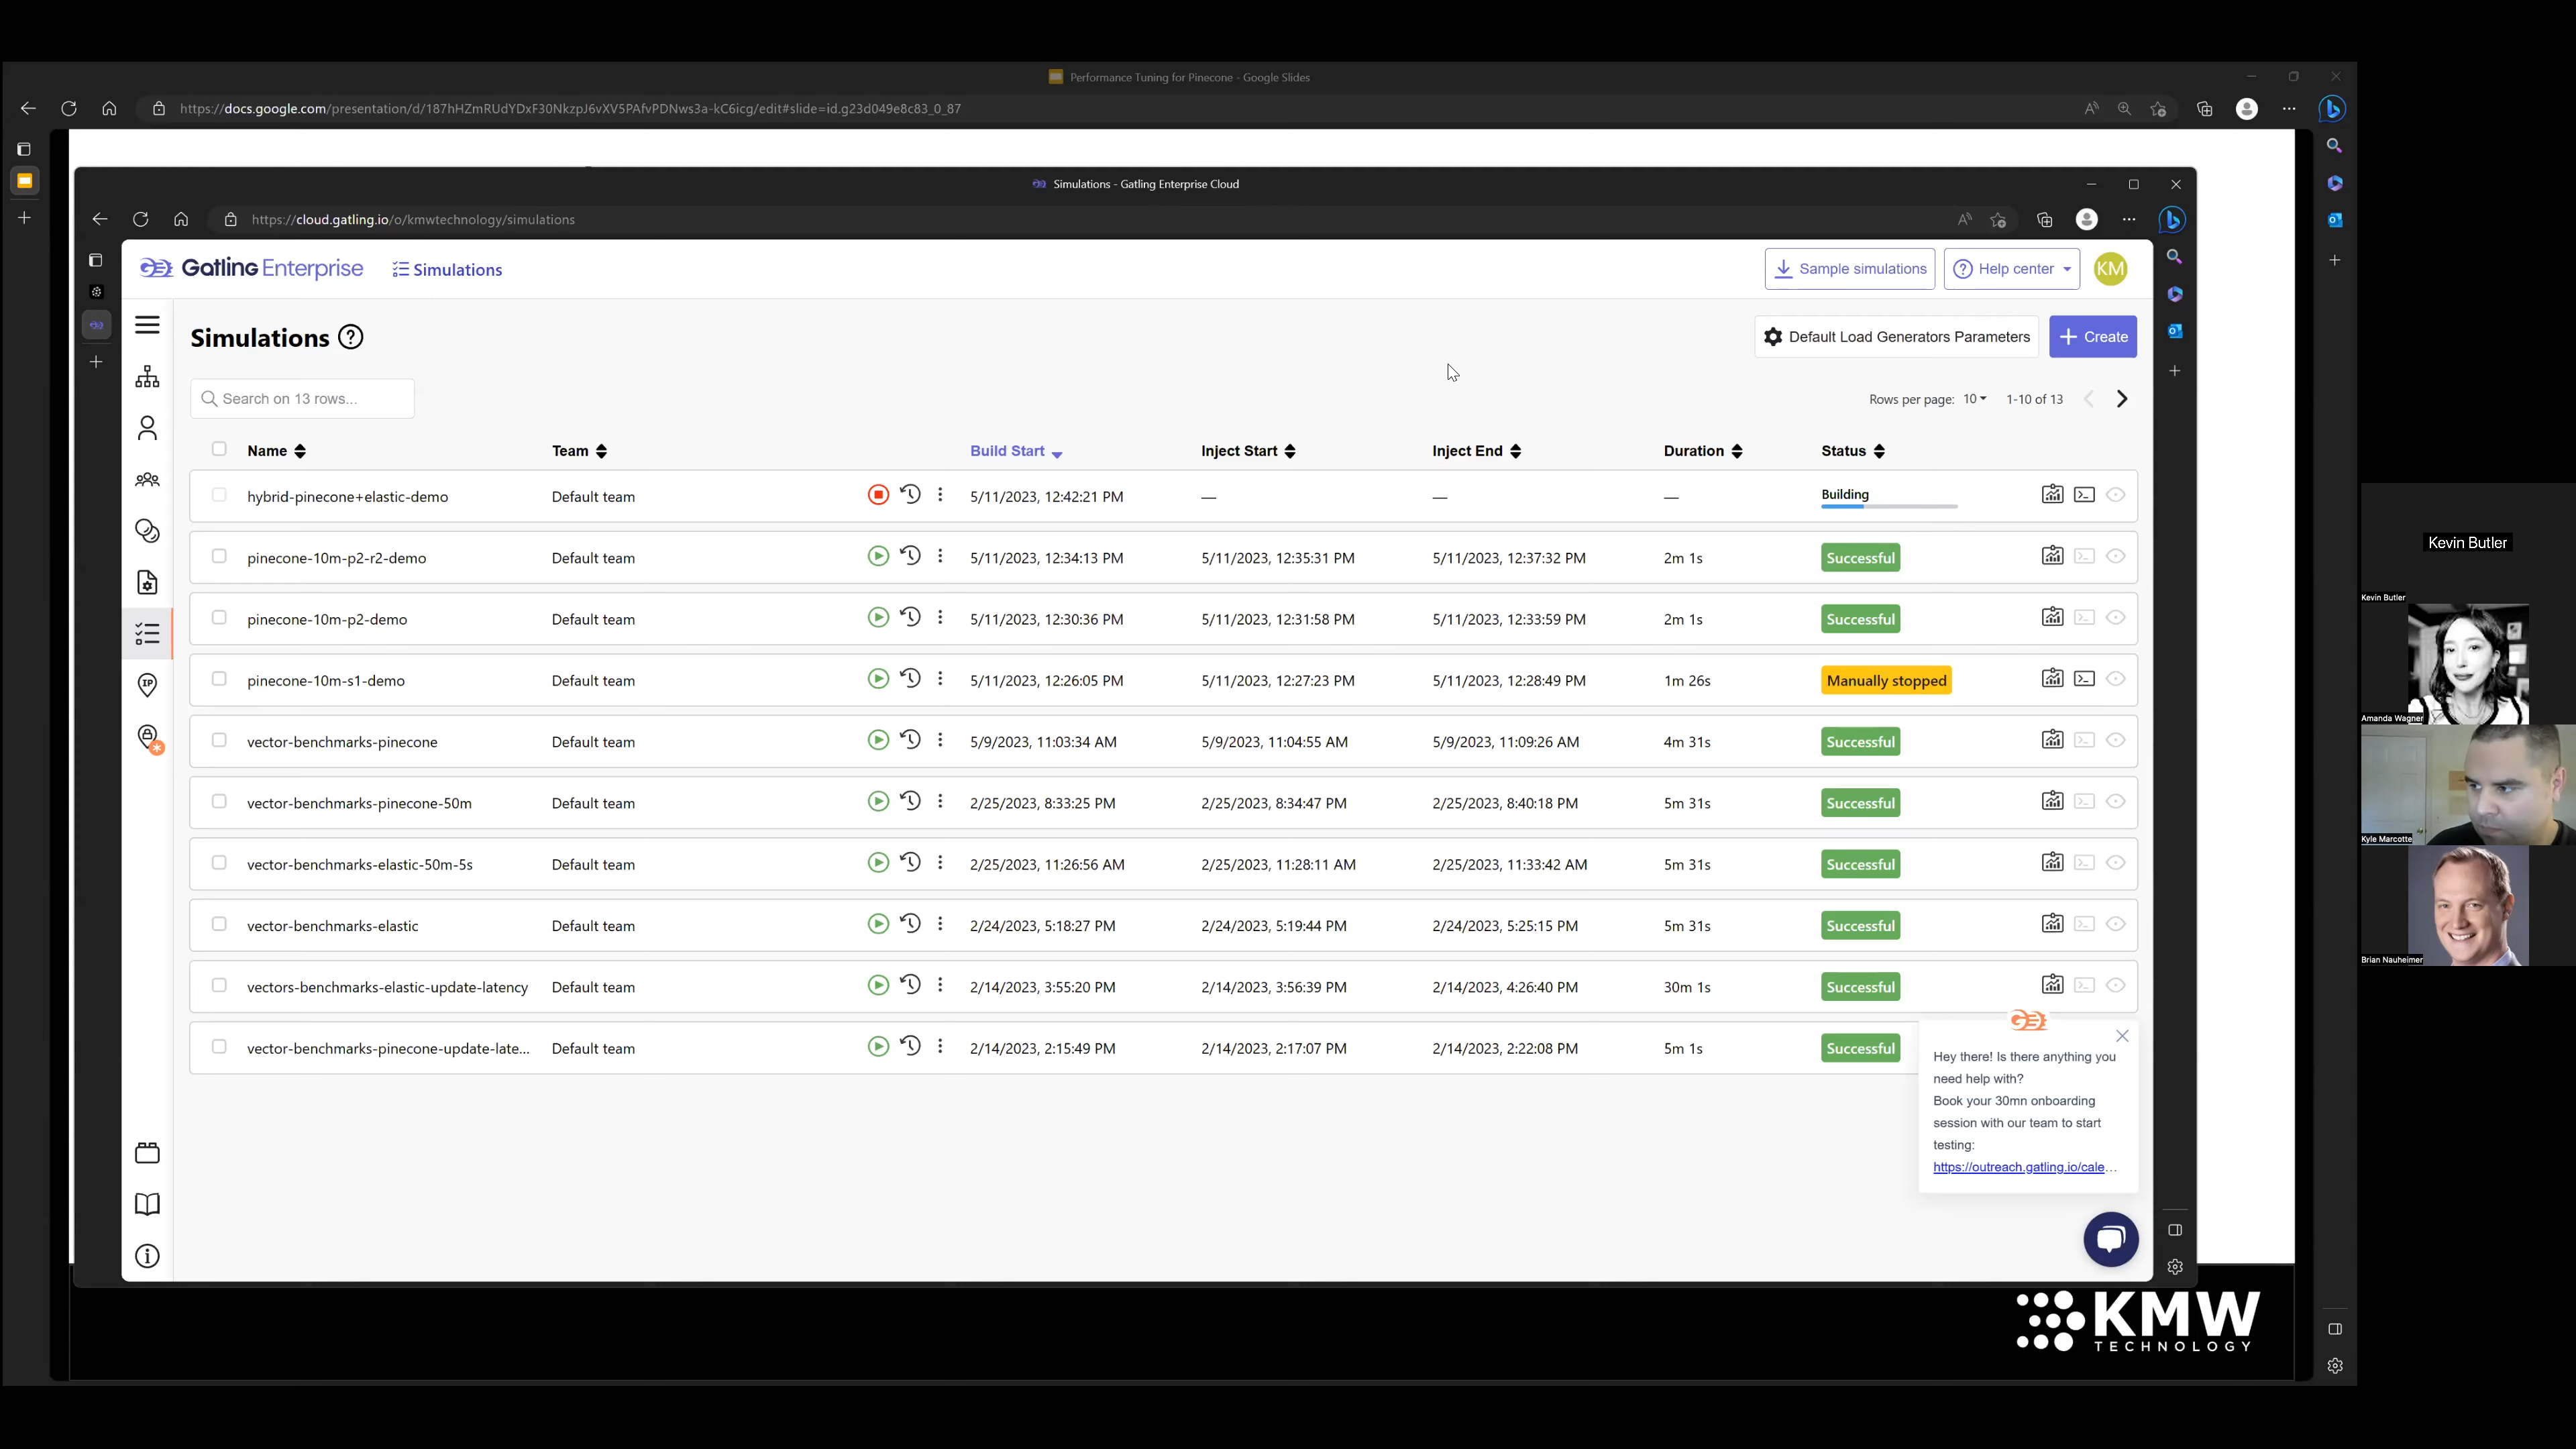 Performance Tuning for Pinecone - Google Slides
https://docs.google.com/presentation/d/187hHZmRUdYDxF30NkzpJ6vXV5PAfvPDNws3a-kC6icg/edit#slide=id.g23d049e8c83_0_87
Simulations - Gatling Enterprise Cloud
https://cloud.gatling.io/o/kmwtechnology/simulations
Gatling Enterprise Simulations Sample simulations Help center KM
Simulations Default Load Generators Parameters Create
Search on 13 rows... Rows per page: 10 1-10 of 13
Name Team Build Start Inject Start Inject End Duration Status
hybrid-pinecone+elastic-demo Default team 5/11/2023, 12:42:21 PM — — — Building
pinecone-10m-p2-r2-demo Default team 5/11/2023, 12:34:13 PM 5/11/2023, 12:35:31 PM 5/11/2023, 12:37:32 PM 2m 1s Successful
pinecone-10m-p2-demo Default team 5/11/2023, 12:30:36 PM 5/11/2023, 12:31:58 PM 5/11/2023, 12:33:59 PM 2m 1s Successful
pinecone-10m-s1-demo Default team 5/11/2023, 12:26:05 PM 5/11/2023, 12:27:23 PM 5/11/2023, 12:28:49 PM 1m 26s Manually stopped
vector-benchmarks-pinecone Default team 5/9/2023, 11:03:34 AM 5/9/2023, 11:04:55 AM 5/9/2023, 11:09:26 AM 4m 31s Successful
vector-benchmarks-pinecone-50m Default team 2/25/2023, 8:33:25 PM 2/25/2023, 8:34:47 PM 2/25/2023, 8:40:18 PM 5m 31s Successful
vector-benchmarks-elastic-50m-5s Default team 2/25/2023, 11:26:56 AM 2/25/2023, 11:28:11 AM 2/25/2023, 11:33:42 AM 5m 31s Successful
vector-benchmarks-elastic Default team 2/24/2023, 5:18:27 PM 2/24/2023, 5:19:44 PM 2/24/2023, 5:25:15 PM 5m 31s Successful
vectors-benchmarks-elastic-update-latency Default team 2/14/2023, 3:55:20 PM 2/14/2023, 3:56:39 PM 2/14/2023, 4:26:40 PM 30m 1s Successful
vector-benchmarks-pinecone-update-late... Default team 2/14/2023, 2:15:49 PM 2/14/2023, 2:17:07 PM 2/14/2023, 2:22:08 PM 5m 1s Successful
Hey there! Is there anything you
need help with?
Book your 30mn onboarding
session with our team to start
testing:
https://outreach.gatling.io/cale...
IP
KMW
TECHNOLOGY
Kevin Butler
Kevin Butler
Amanda Wagner
Kyle Marcotte
Brian Nauheimer